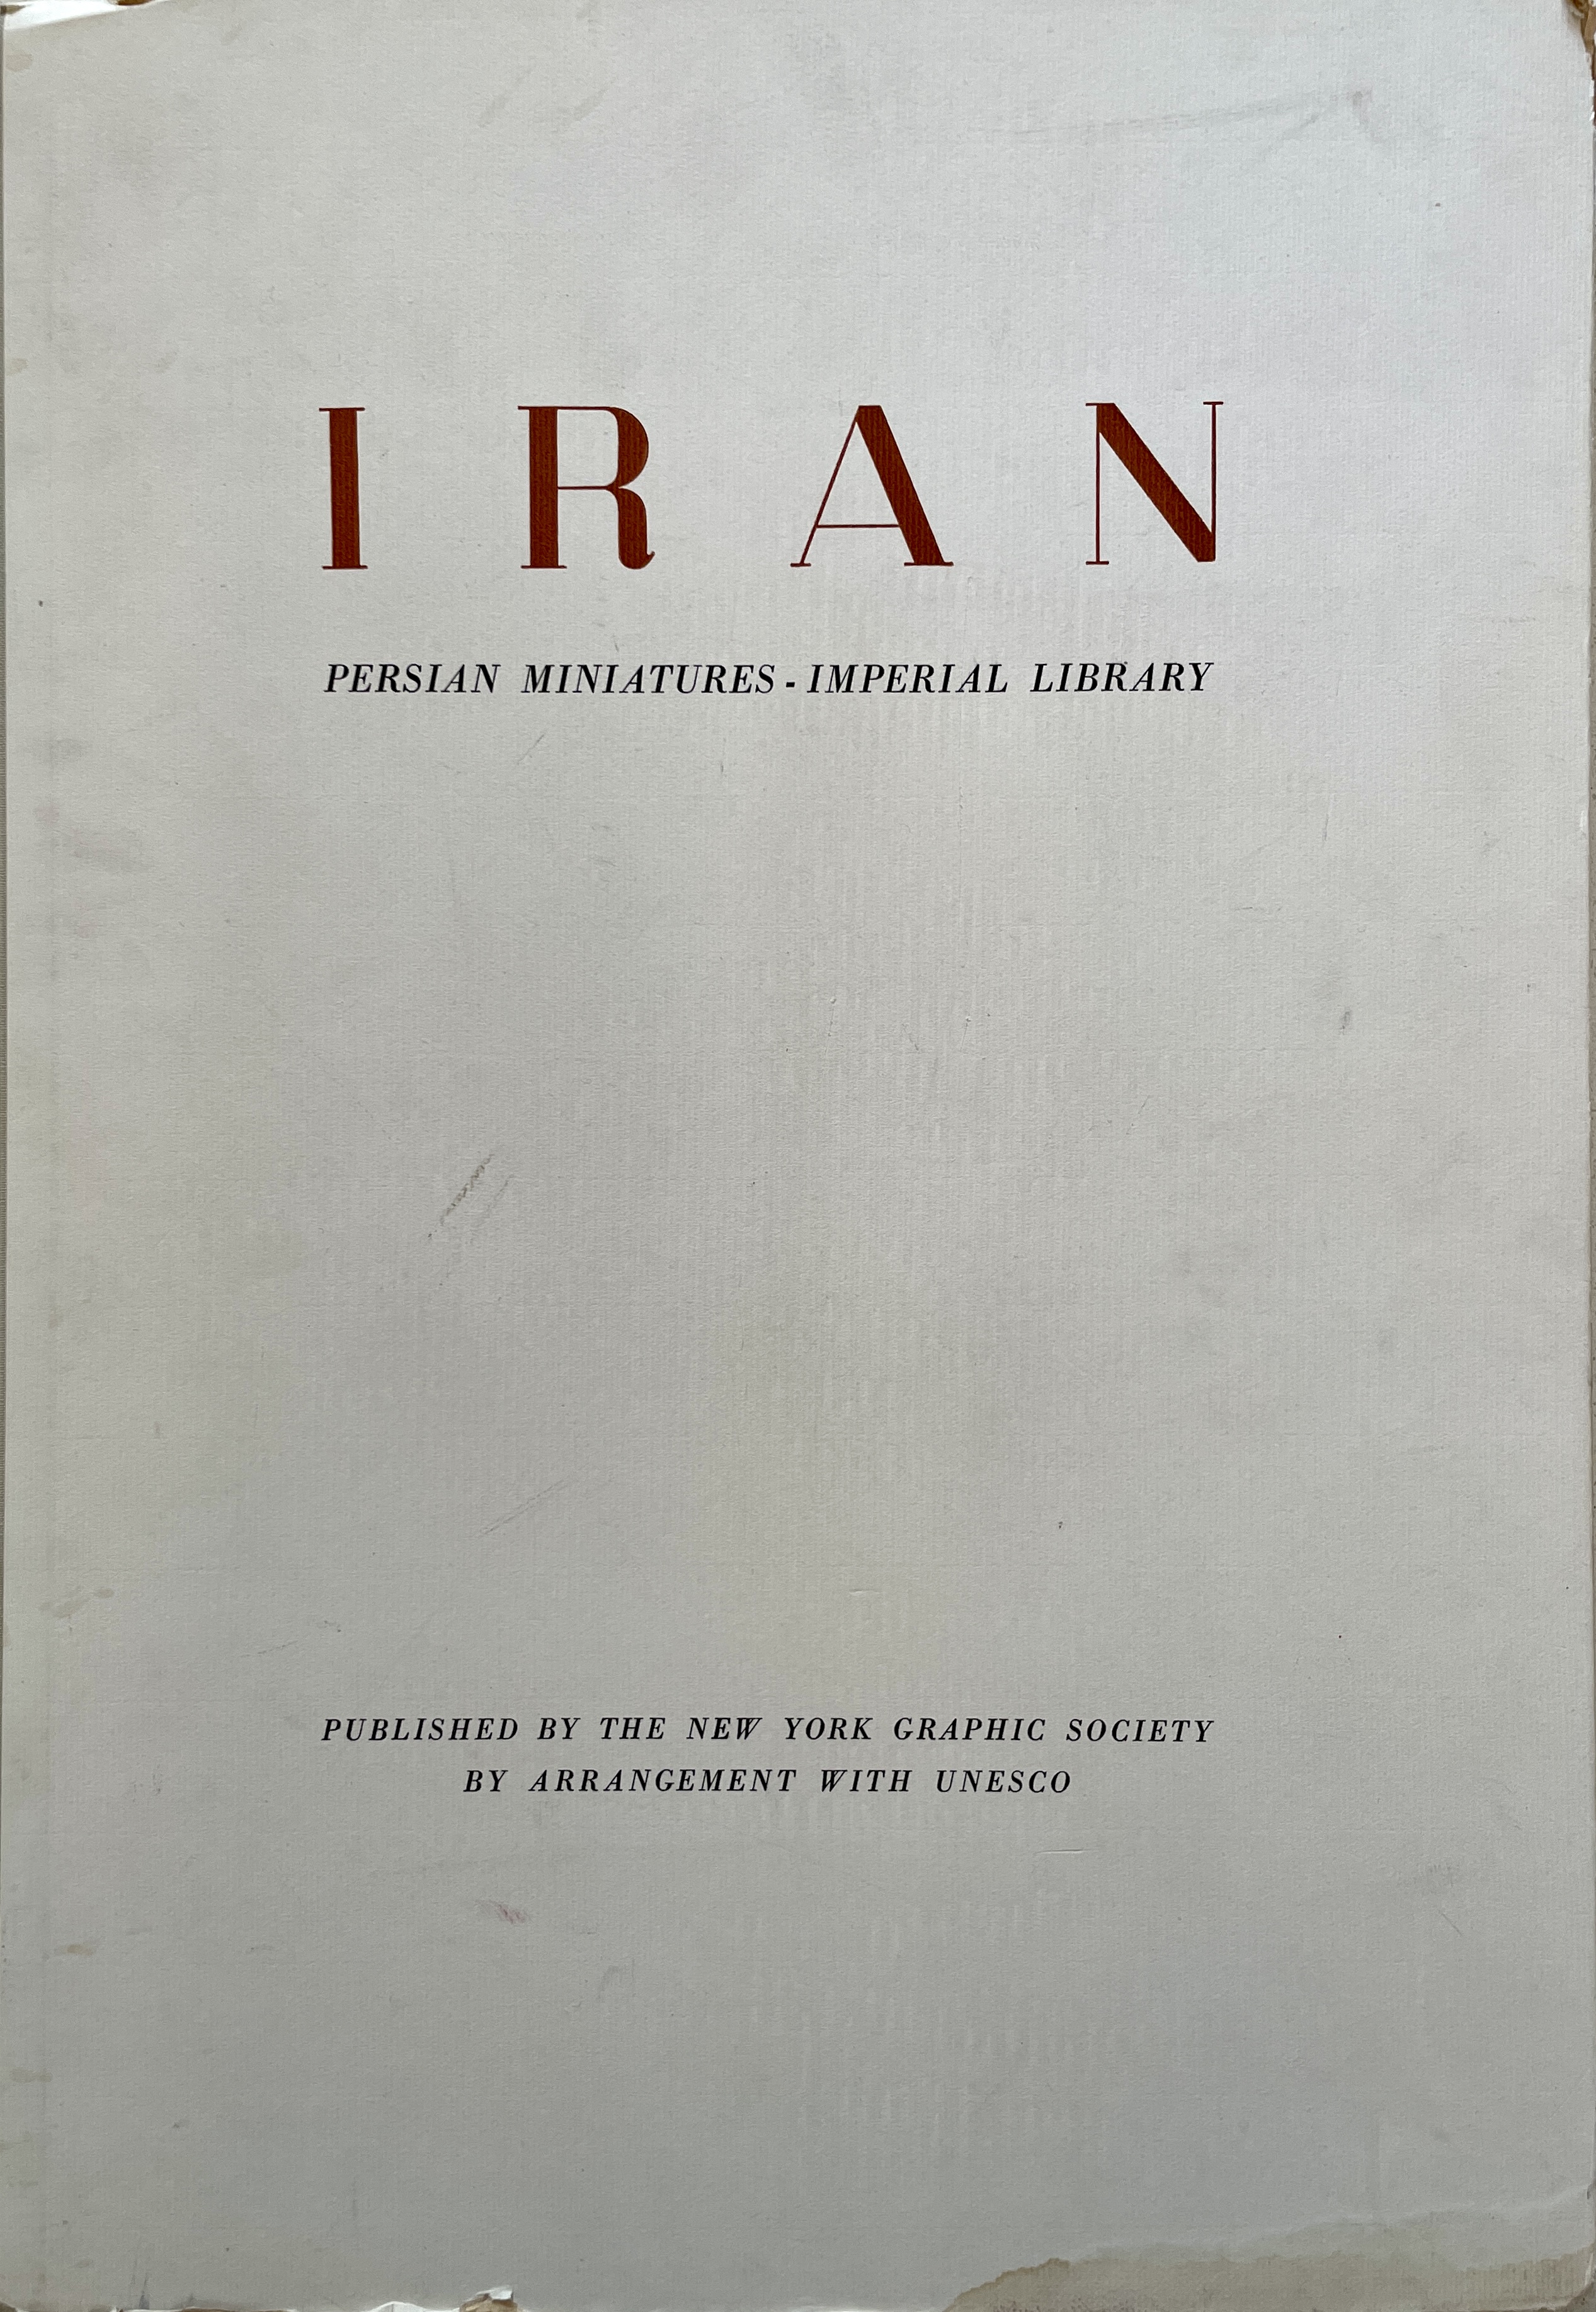 IRAN
PERSIAN MINIATURES - IMPERIAL LIBRARY
PUBLISHED BY THE NEW YORK GRAPHIC SOCIETY
BY ARRANGEMENT WITH UNESCO